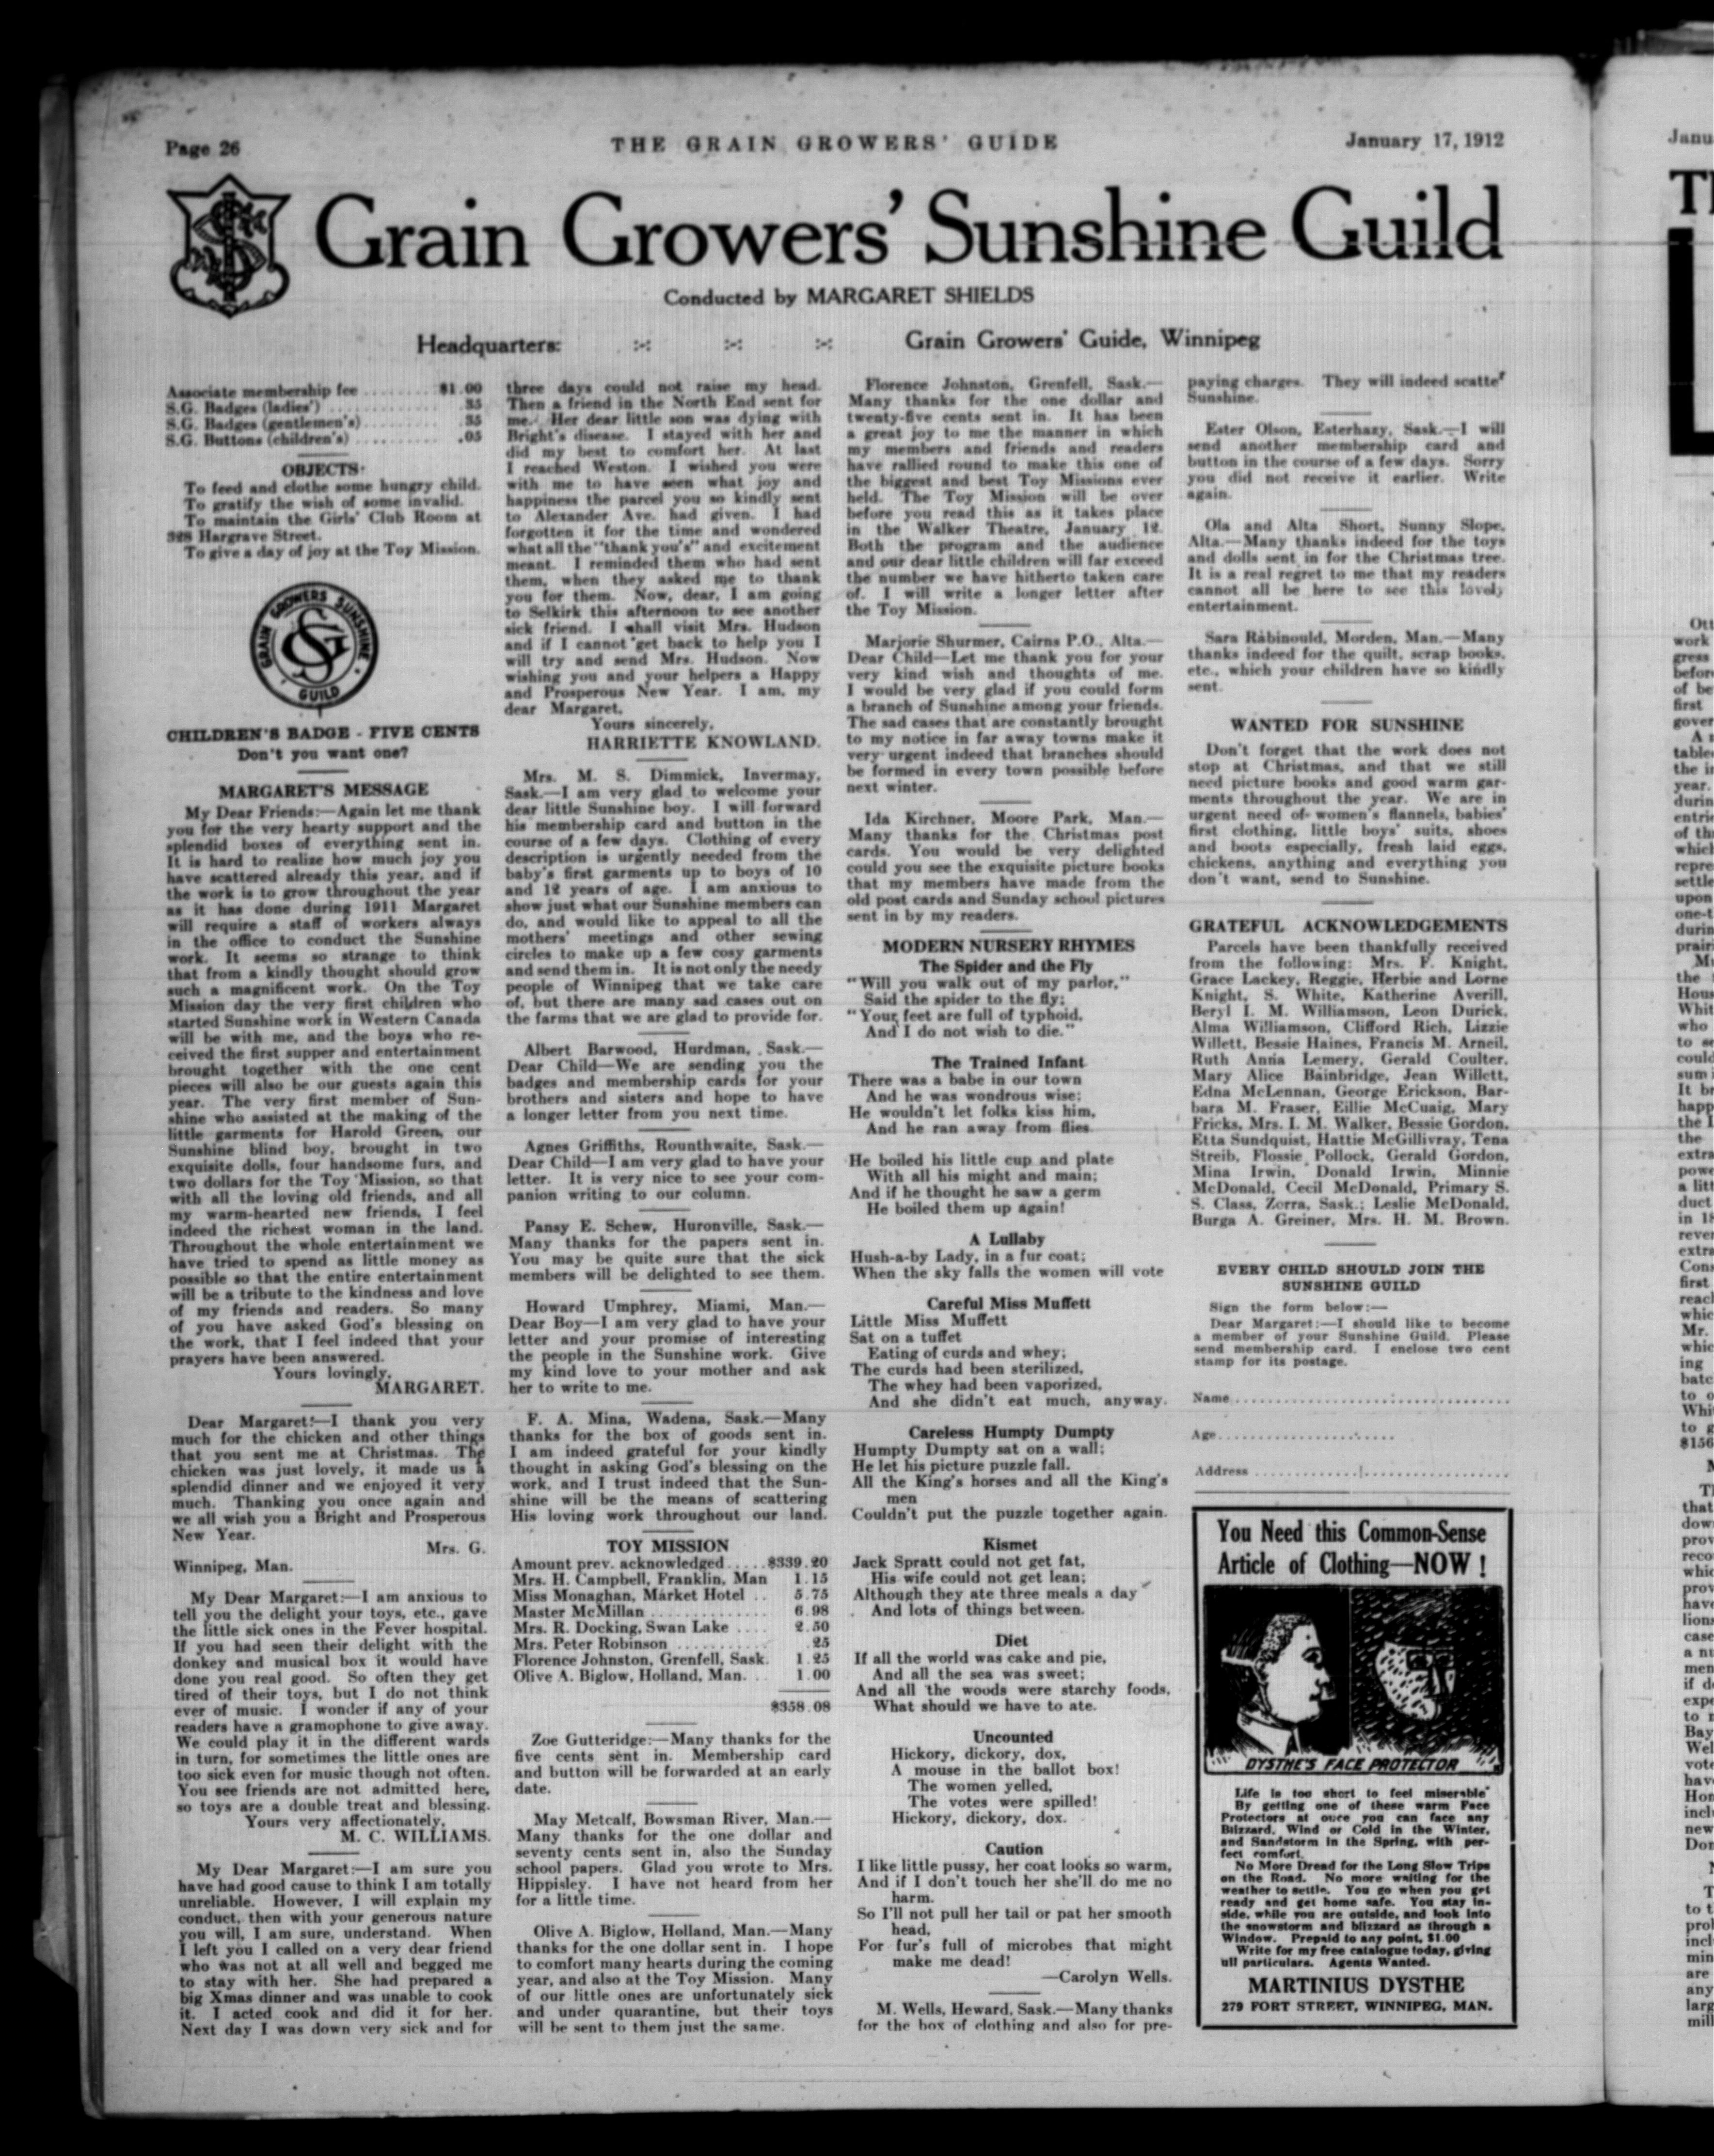 Page 26
THE GRAIN GROWERS' GUIDE
January 17, 1912
Grain Growers' Sunshine Guild
Conducted by MARGARET SHIELDS
Headquarters:
Grain Growers' Guide, Winnipeg
Associate membership fee ........ $1.00
S.G. Badges (ladies') ............ .35
S.G. Badges (gentlemen's) ........ .35
S.G. Buttons (children's) ........ .05
OBJECTS:
To feed and clothe some hungry child.
To gratify the wish of some invalid.
To maintain the Girls' Club Room at
328 Hargrave Street.
To give a day of joy at the Toy Mission.
GRAIN GROWERS SUNSHINE
SG
GUILD
CHILDREN'S BADGE - FIVE CENTS
Don't you want one?
MARGARET'S MESSAGE
My Dear Friends:—Again let me thank
you for the very hearty support and the
splendid boxes of everything sent in.
It is hard to realize how much joy you
have scattered already this year, and if
the work is to grow throughout the year
as it has done during 1911 Margaret
will require a staff of workers always
in the office to conduct the Sunshine
work. It seems so strange to think
that from a kindly thought should grow
such a magnificent work. On the Toy
Mission day the very first children who
started Sunshine work in Western Canada
will be with me, and the boys who re-
ceived the first supper and entertainment
brought together with the one cent
pieces will also be our guests again this
year. The very first member of Sun-
shine who assisted at the making of the
little garments for Harold Green, our
Sunshine blind boy, brought in two
exquisite dolls, four handsome furs, and
two dollars for the Toy Mission, so that
with all the loving old friends, and all
my warm-hearted new friends, I feel
indeed the richest woman in the land.
Throughout the whole entertainment we
have tried to spend as little money as
possible so that the entire entertainment
will be a tribute to the kindness and love
of my friends and readers. So many
of you have asked God's blessing on
the work, that I feel indeed that your
prayers have been answered.
Yours lovingly,
MARGARET.
Dear Margaret:—I thank you very
much for the chicken and other things
that you sent me at Christmas. The
chicken was just lovely, it made us a
splendid dinner and we enjoyed it very
much. Thanking you once again and
we all wish you a Bright and Prosperous
New Year.
Mrs. G.
Winnipeg, Man.
My Dear Margaret:—I am anxious to
tell you the delight your toys, etc., gave
the little sick ones in the Fever hospital.
If you had seen their delight with the
donkey and musical box it would have
done you real good. So often they get
tired of their toys, but I do not think
ever of music. I wonder if any of your
readers have a gramophone to give away.
We could play it in the different wards
in turn, for sometimes the little ones are
too sick even for music though not often.
You see friends are not admitted here,
so toys are a double treat and blessing.
Yours very affectionately,
M. C. WILLIAMS.
My Dear Margaret:—I am sure you
have had good cause to think I am totally
unreliable. However, I will explain my
conduct, then with your generous nature
you will, I am sure, understand. When
I left you I called on a very dear friend
who was not at all well and begged me
to stay with her. She had prepared a
big Xmas dinner and was unable to cook
it. I acted cook and did it for her.
Next day I was down very sick and for
three days could not raise my head.
Then a friend in the North End sent for
me. Her dear little son was dying with
Bright's disease. I stayed with her and
did my best to comfort her. At last
I reached Weston. I wished you were
with me to have seen what joy and
happiness the parcel you so kindly sent
to Alexander Ave. had given. I had
forgotten it for the time and wondered
what all the "thank you's" and excitement
meant. I reminded them who had sent
them, when they asked me to thank
you for them. Now, dear, I am going
to Selkirk this afternoon to see another
sick friend. I shall visit Mrs. Hudson
and if I cannot get back to help you I
will try and send Mrs. Hudson. Now
wishing you and your helpers a Happy
and Prosperous New Year. I am, my
dear Margaret,
Yours sincerely,
HARRIETTE KNOWLAND.
Mrs. M. S. Dimmick, Invermay,
Sask.—I am very glad to welcome your
dear little Sunshine boy. I will forward
his membership card and button in the
course of a few days. Clothing of every
description is urgently needed from the
baby's first garments up to boys of 10
and 12 years of age. I am anxious to
show just what our Sunshine members can
do, and would like to appeal to all the
mothers' meetings and other sewing
circles to make up a few cosy garments
and send them in. It is not only the needy
people of Winnipeg that we take care
of, but there are many sad cases out on
the farms that we are glad to provide for.
Albert Barwood, Hurdman, Sask.—
Dear Child—We are sending you the
badges and membership cards for your
brothers and sisters and hope to have
a longer letter from you next time.
Agnes Griffiths, Rounthwaite, Sask.—
Dear Child—I am very glad to have your
letter. It is very nice to see your com-
panion writing to our column.
Pansy E. Schew, Huronville, Sask.—
Many thanks for the papers sent in.
You may be quite sure that the sick
members will be delighted to see them.
Howard Umphrey, Miami, Man.—
Dear Boy—I am very glad to have your
letter and your promise of interesting
the people in the Sunshine work. Give
my kind love to your mother and ask
her to write to me.
F. A. Mina, Wadena, Sask.—Many
thanks for the box of goods sent in.
I am indeed grateful for your kindly
thought in asking God's blessing on the
work, and I trust indeed that the Sun-
shine will be the means of scattering
His loving work throughout our land.
TOY MISSION
Amount prev. acknowledged ..... $339.20
Mrs. H. Campbell, Franklin, Man 1.15
Miss Monaghan, Market Hotel .. 5.75
Master McMillan .............. 6.98
Mrs. R. Docking, Swan Lake .... 2.50
Mrs. Peter Robinson ........... .25
Florence Johnston, Grenfell, Sask. 1.25
Olive A. Biglow, Holland, Man. .. 1.00
$358.08
Zoe Gutteridge:—Many thanks for the
five cents sent in. Membership card
and button will be forwarded at an early
date.
May Metcalf, Bowsman River, Man.—
Many thanks for the one dollar and
seventy cents sent in, also the Sunday
school papers. Glad you wrote to Mrs.
Hippisley. I have not heard from her
for a little time.
Olive A. Biglow, Holland, Man.—Many
thanks for the one dollar sent in. I hope
to comfort many hearts during the coming
year, and also at the Toy Mission. Many
of our little ones are unfortunately sick
and under quarantine, but their toys
will be sent to them just the same.
Florence Johnston, Grenfell, Sask.—
Many thanks for the one dollar and
twenty-five cents sent in. It has been
a great joy to me the manner in which
my members and friends and readers
have rallied round to make this one of
the biggest and best Toy Missions ever
held. The Toy Mission will be over
before you read this as it takes place
in the Walker Theatre, January 12.
Both the program and the audience
and our dear little children will far exceed
the number we have hitherto taken care
of. I will write a longer letter after
the Toy Mission.
Marjorie Shurmer, Cairns P.O., Alta.—
Dear Child—Let me thank you for your
very kind wish and thoughts of me.
I would be very glad if you could form
a branch of Sunshine among your friends.
The sad cases that are constantly brought
to my notice in far away towns make it
very urgent indeed that branches should
be formed in every town possible before
next winter.
Ida Kirchner, Moore Park, Man.—
Many thanks for the Christmas post
cards. You would be very delighted
could you see the exquisite picture books
that my members have made from the
old post cards and Sunday school pictures
sent in by my readers.
MODERN NURSERY RHYMES
The Spider and the Fly
"Will you walk out of my parlor,"
Said the spider to the fly;
"Your feet are full of typhoid,
And I do not wish to die."
The Trained Infant
There was a babe in our town
And he was wondrous wise;
He wouldn't let folks kiss him,
And he ran away from flies.
He boiled his little cup and plate
With all his might and main;
And if he thought he saw a germ
He boiled them up again!
A Lullaby
Hush-a-by Lady, in a fur coat;
When the sky falls the women will vote
Careful Miss Muffett
Little Miss Muffett
Sat on a tuffet
Eating of curds and whey;
The curds had been sterilized,
The whey had been vaporized,
And she didn't eat much, anyway.
Careless Humpty Dumpty
Humpty Dumpty sat on a wall;
He let his picture puzzle fall.
All the King's horses and all the King's
men
Couldn't put the puzzle together again.
Kismet
Jack Spratt could not get fat,
His wife could not get lean;
Although they ate three meals a day
And lots of things between.
Diet
If all the world was cake and pie,
And all the sea was sweet;
And all the woods were starchy foods,
What should we have to ate.
Uncounted
Hickory, dickory, dox,
A mouse in the ballot box!
The women yelled,
The votes were spilled!
Hickory, dickory, dox.
Caution
I like little pussy, her coat looks so warm,
And if I don't touch her she'll do me no
harm.
So I'll not pull her tail or pat her smooth
head,
For fur's full of microbes that might
make me dead!
—Carolyn Wells.
M. Wells, Heward, Sask.—Many thanks
for the box of clothing and also for pre-
paying charges. They will indeed scatter
Sunshine.
Ester Olson, Esterhazy, Sask.—I will
send another membership card and
button in the course of a few days. Sorry
you did not receive it earlier. Write
again.
Ola and Alta Short, Sunny Slope,
Alta.—Many thanks indeed for the toys
and dolls sent in for the Christmas tree.
It is a real regret to me that my readers
cannot all be here to see this lovely
entertainment.
Sara Rabinould, Morden, Man.—Many
thanks indeed for the quilt, scrap books,
etc., which your children have so kindly
sent.
WANTED FOR SUNSHINE
Don't forget that the work does not
stop at Christmas, and that we still
need picture books and good warm gar-
ments throughout the year. We are in
urgent need of women's flannels, babies'
first clothing, little boys' suits, shoes
and boots especially, fresh laid eggs,
chickens, anything and everything you
don't want, send to Sunshine.
GRATEFUL ACKNOWLEDGEMENTS
Parcels have been thankfully received
from the following: Mrs. F. Knight,
Grace Lackey, Reggie, Herbie and Lorne
Knight, S. White, Katherine Averill,
Beryl I. M. Williamson, Leon Durick,
Alma Williamson, Clifford Rich, Lizzie
Willett, Bessie Haines, Francis M. Arneil,
Ruth Anna Lemery, Gerald Coulter,
Mary Alice Bainbridge, Jean Willett,
Edna McLennan, George Erickson, Bar-
bara M. Fraser, Eillie McCuaig, Mary
Fricks, Mrs. I. M. Walker, Bessie Gordon,
Etta Sundquist, Hattie McGillivray, Tena
Streib, Flossie Pollock, Gerald Gordon,
Mina Irwin, Donald Irwin, Minnie
McDonald, Cecil McDonald, Primary S.
S. Class, Zorra, Sask.; Leslie McDonald,
Burga A. Greiner, Mrs. H. M. Brown.
EVERY CHILD SHOULD JOIN THE
SUNSHINE GUILD
Sign the form below:—
Dear Margaret:—I should like to become
a member of your Sunshine Guild. Please
send membership card. I enclose two cent
stamp for its postage.
Name
Age
Address
You Need this Common-Sense
Article of Clothing—NOW!
DYSTHE'S FACE PROTECTOR
Life is too short to feel miserable
By getting one of these warm Face
Protectors at once you can face any
Blizzard, Wind or Cold in the Winter,
and Sandstorm in the Spring, with per-
fect comfort.
No More Dread for the Long Slow Trips
on the Road. No more waiting for the
weather to settle. You go when you get
ready and get home safe. You stay in-
side, while you are outside, and look into
the snowstorm and blizzard as through a
Window. Prepaid to any point, $1.00
Write for my free catalogue today, giving
ull particulars. Agents Wanted.
MARTINIUS DYSTHE
279 FORT STREET, WINNIPEG, MAN.